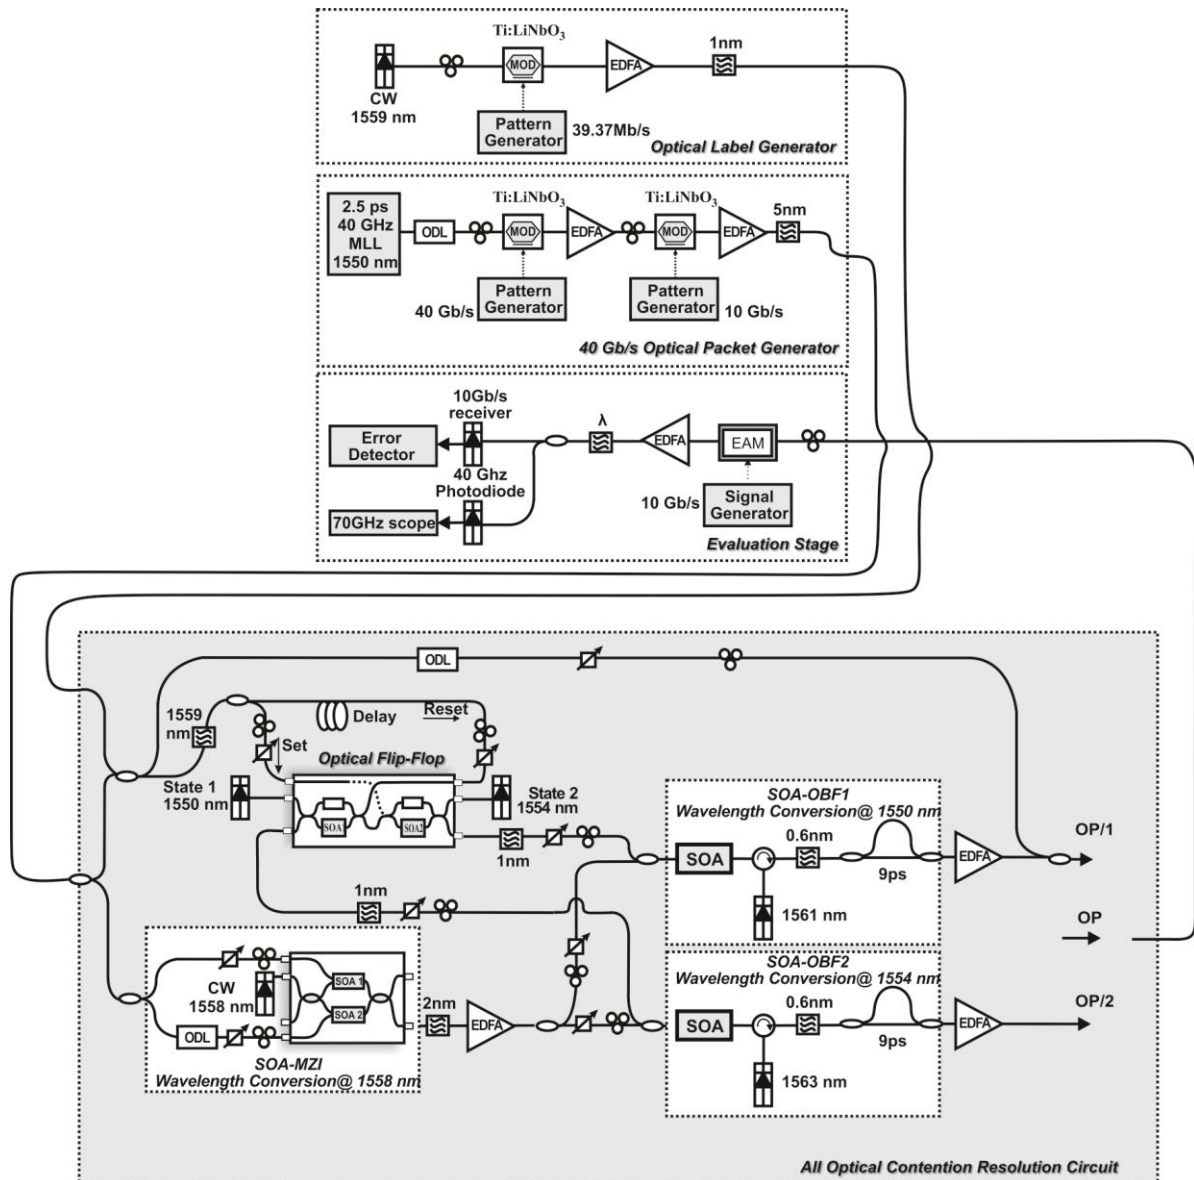 Ti:LiNbO3
1nm
MOD
EDFA
CW
1559 nm
Pattern
Generator
39.37Mb/s
Optical Label Generator
2.5 ps
40 GHz
MLL
1550 nm
ODL
Ti:LiNbO3
MOD
EDFA
Ti:LiNbO3
MOD
EDFA
5nm
40 Gb/s
Pattern
Generator
Pattern
Generator
10 Gb/s
40 Gb/s Optical Packet Generator
10Gb/s
receiver
Error
Detector
40 Ghz
Photodiode
70GHz scope
λ
EDFA
EAM
10 Gb/s
Signal
Generator
Evaluation Stage
ODL
1559
nm
Delay
Reset
Set
Optical Flip-Flop
State 1
1550 nm
SOA
SOA2
State 2
1554 nm
1nm
1nm
SOA-OBF1
Wavelength Conversion@ 1550 nm
0.6nm
SOA
9ps
1561 nm
EDFA
OP/1
OP
SOA-OBF2
Wavelength Conversion@ 1554 nm
0.6nm
SOA
9ps
1563 nm
EDFA
OP/2
CW
1558 nm
SOA 1
SOA 2
ODL
2nm
EDFA
SOA-MZI
Wavelength Conversion@ 1558 nm
All Optical Contention Resolution Circuit